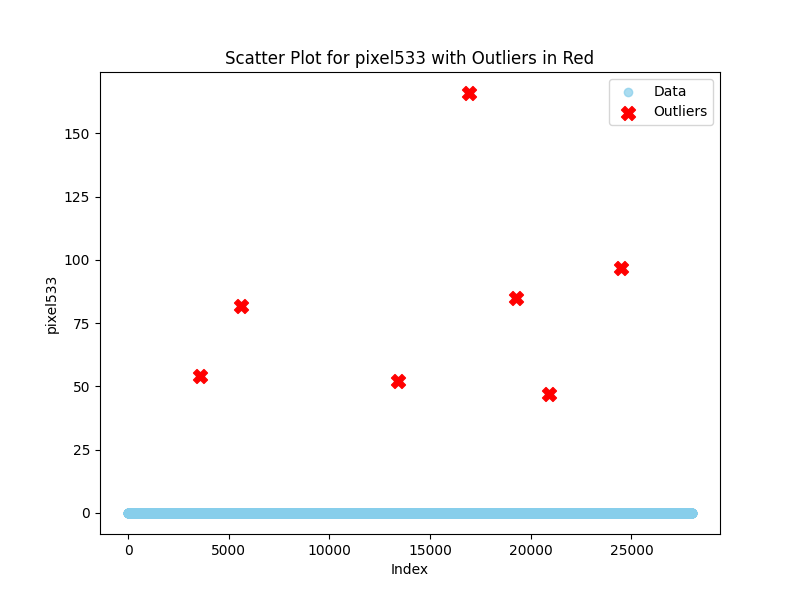 Scatter Plot for pixel533 with Outliers in Red
Data
Outliers
150
125
100
75
50
25
0
pixel533
0 5000 10000 15000 20000 25000
Index